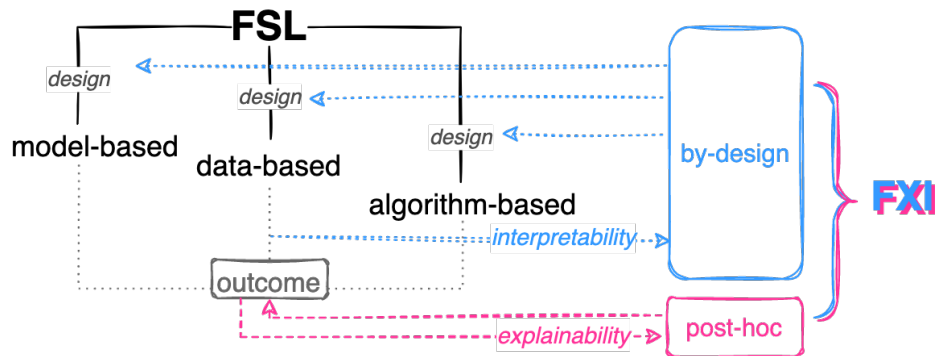 FSL
design
design
design
model-based
data-based
algorithm-based
by-design
FXI
interpretability
outcome
explainability
post-hoc